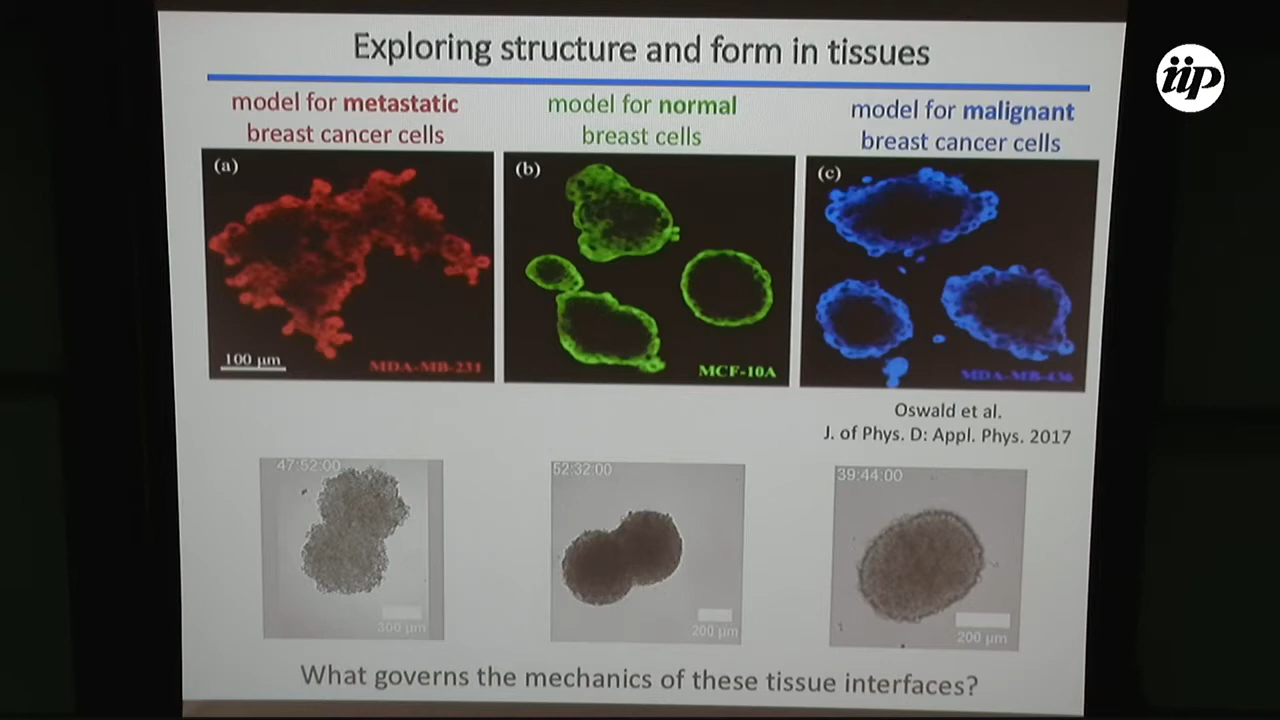 Exploring structure and form in tissues
iip
model for metastatic
breast cancer cells
model for normal
breast cells
model for malignant
breast cancer cells
(a)
100 µm
MDA-MB-231
(b)
MCF-10A
(c)
MDA-MB-436
Oswald et al.
J. of Phys. D: Appl. Phys. 2017
47:52:00
300 µm
52:32:00
200 µm
39:44:00
200 µm
What governs the mechanics of these tissue interfaces?